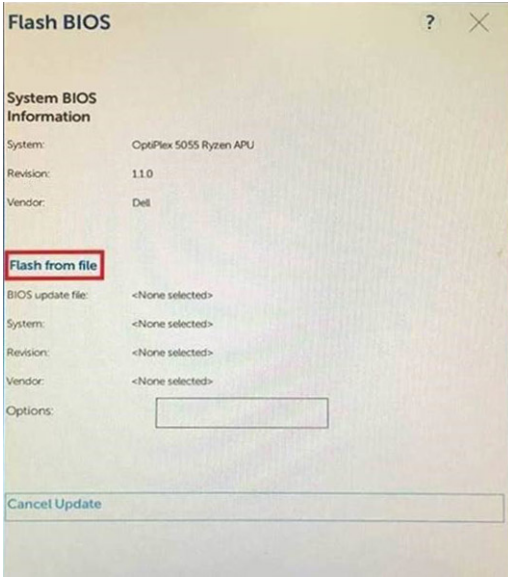 Flash BIOS ?
System BIOS
Information
System: OptiPlex 5055 Ryzen APU
Revision: 1.1.0
Vendor: Dell
Flash from file
BIOS update file: <None selected>
System: <None selected>
Revision: <None selected>
Vendor: <None selected>
Options:
Cancel Update